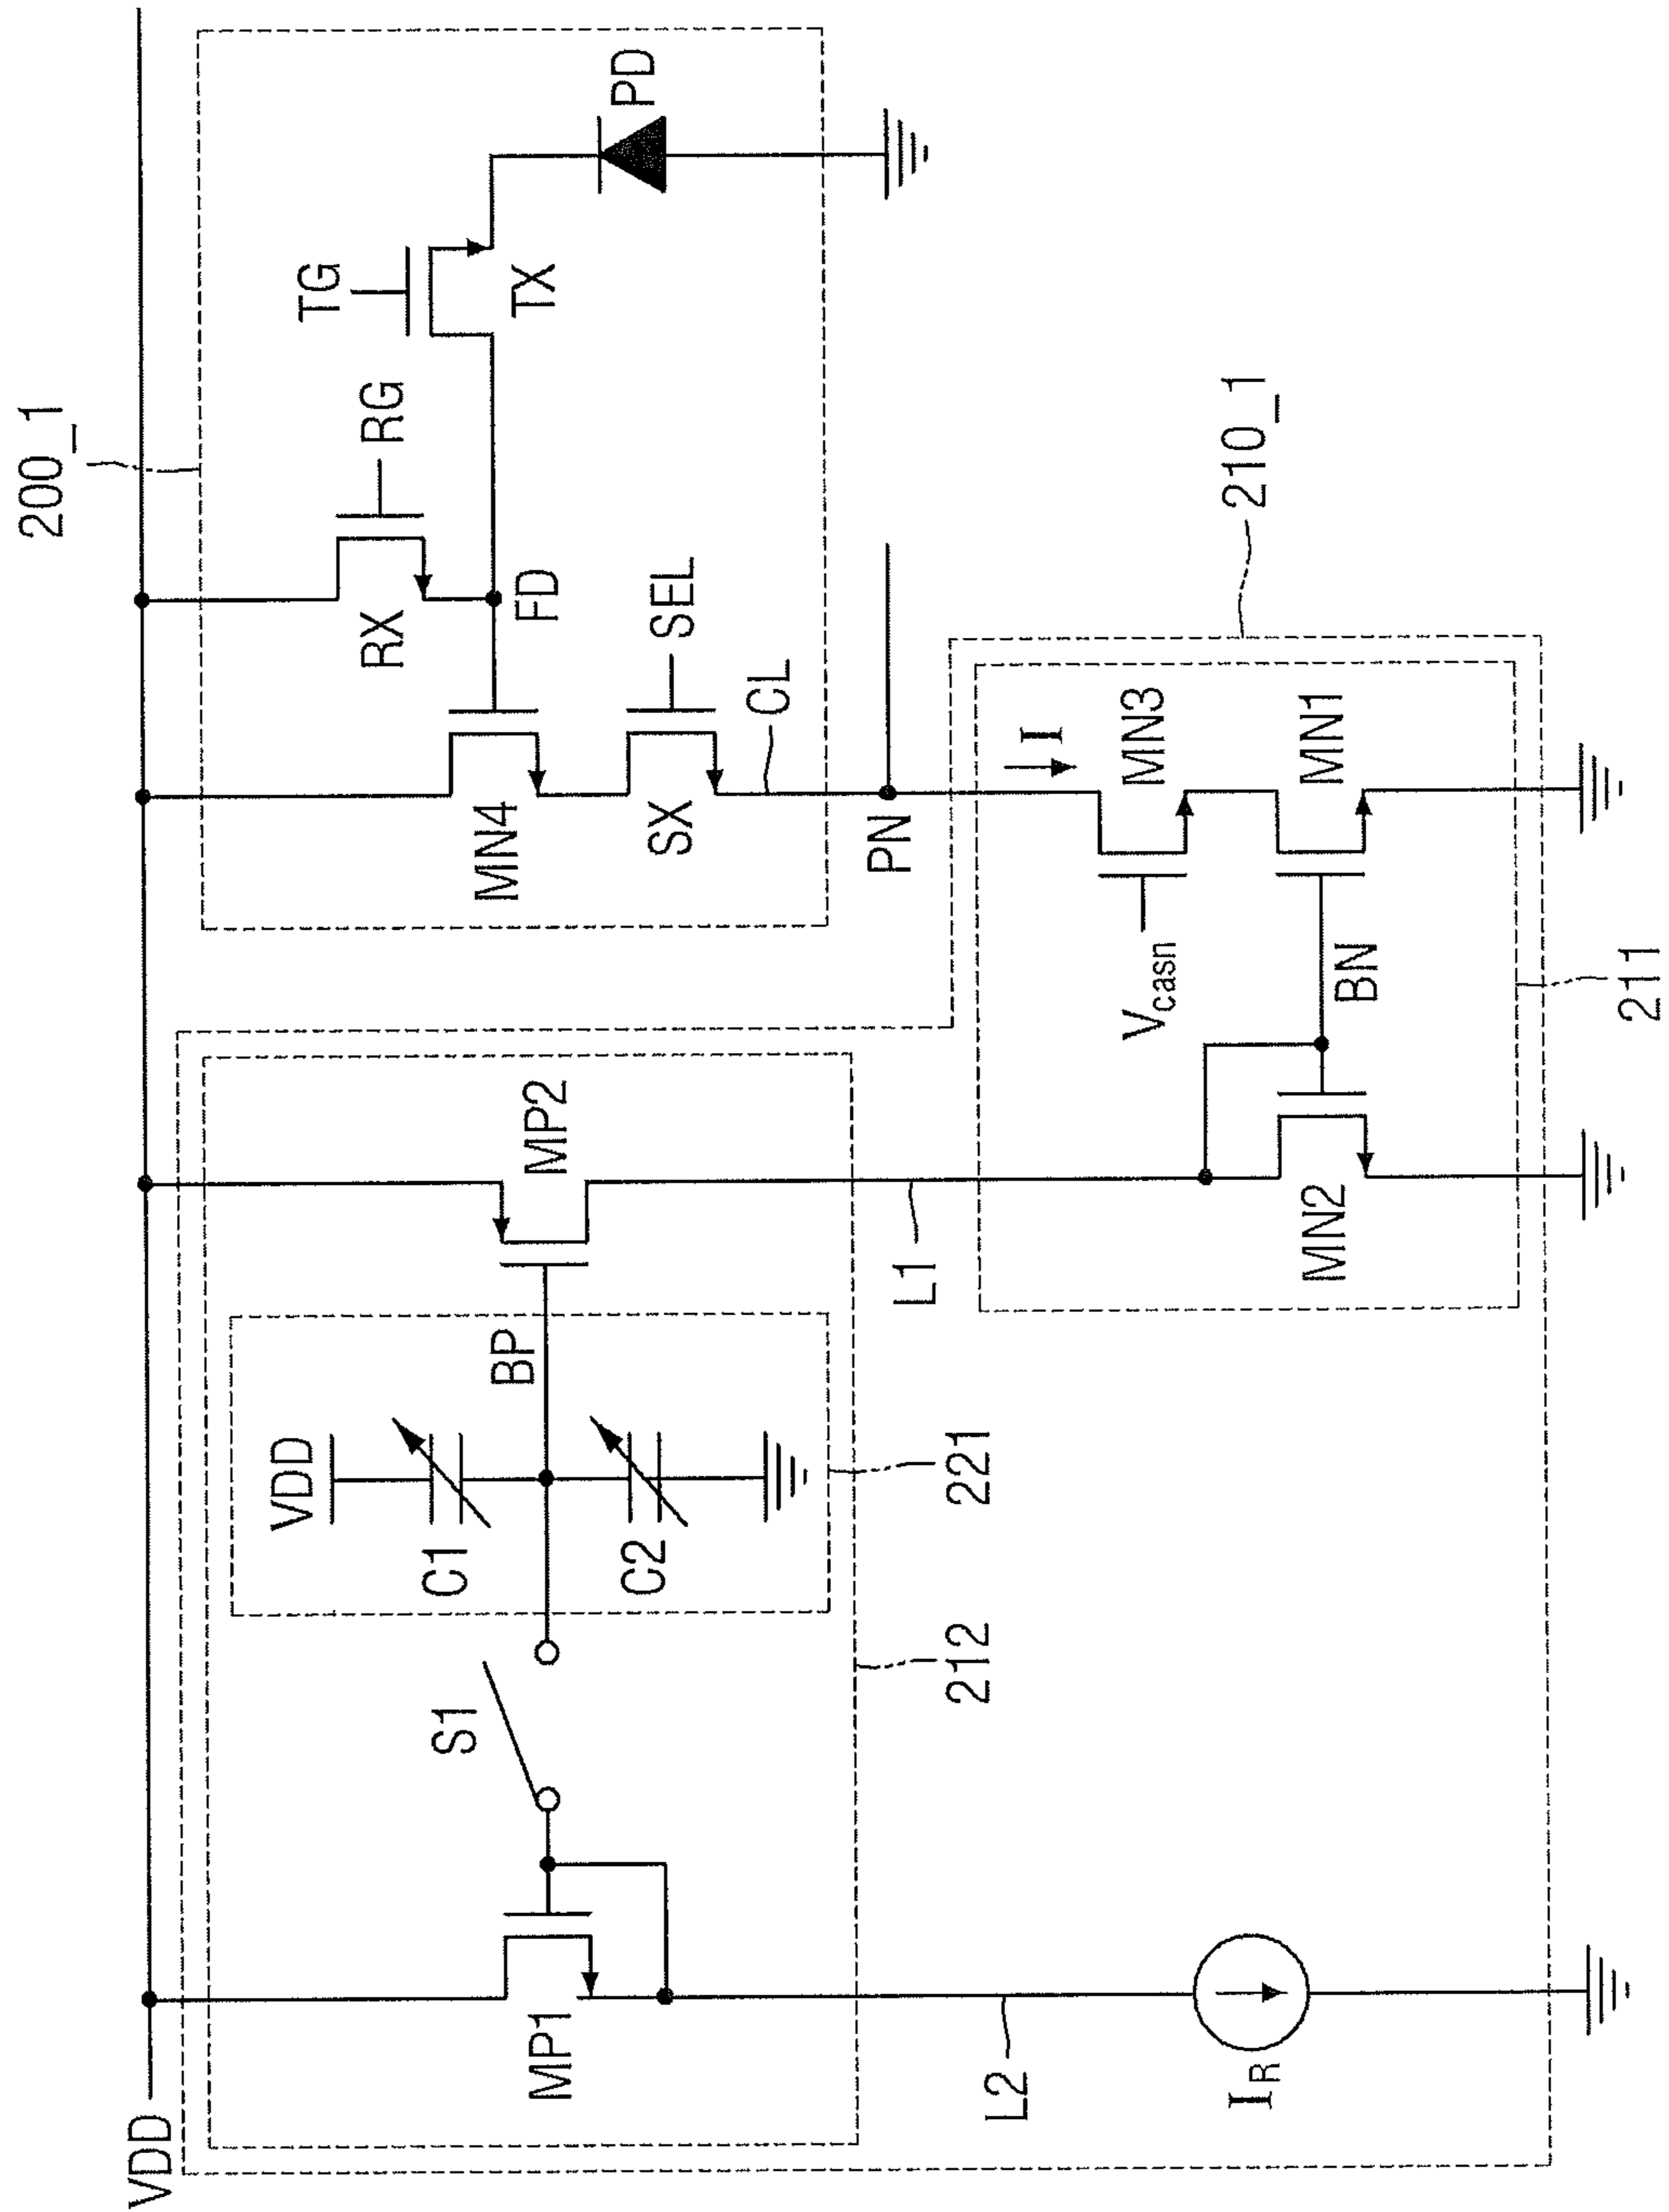 200_1
VDD
RG
TG
RX
FD
TX
PD
MN4
SEL
SX
CL
PN
VDD
C1
BP
MP2
S1
C2
MP1
221
212
L1
210_1
I
MN3
Vcasn
MN1
BN
MN2
211
L2
IR